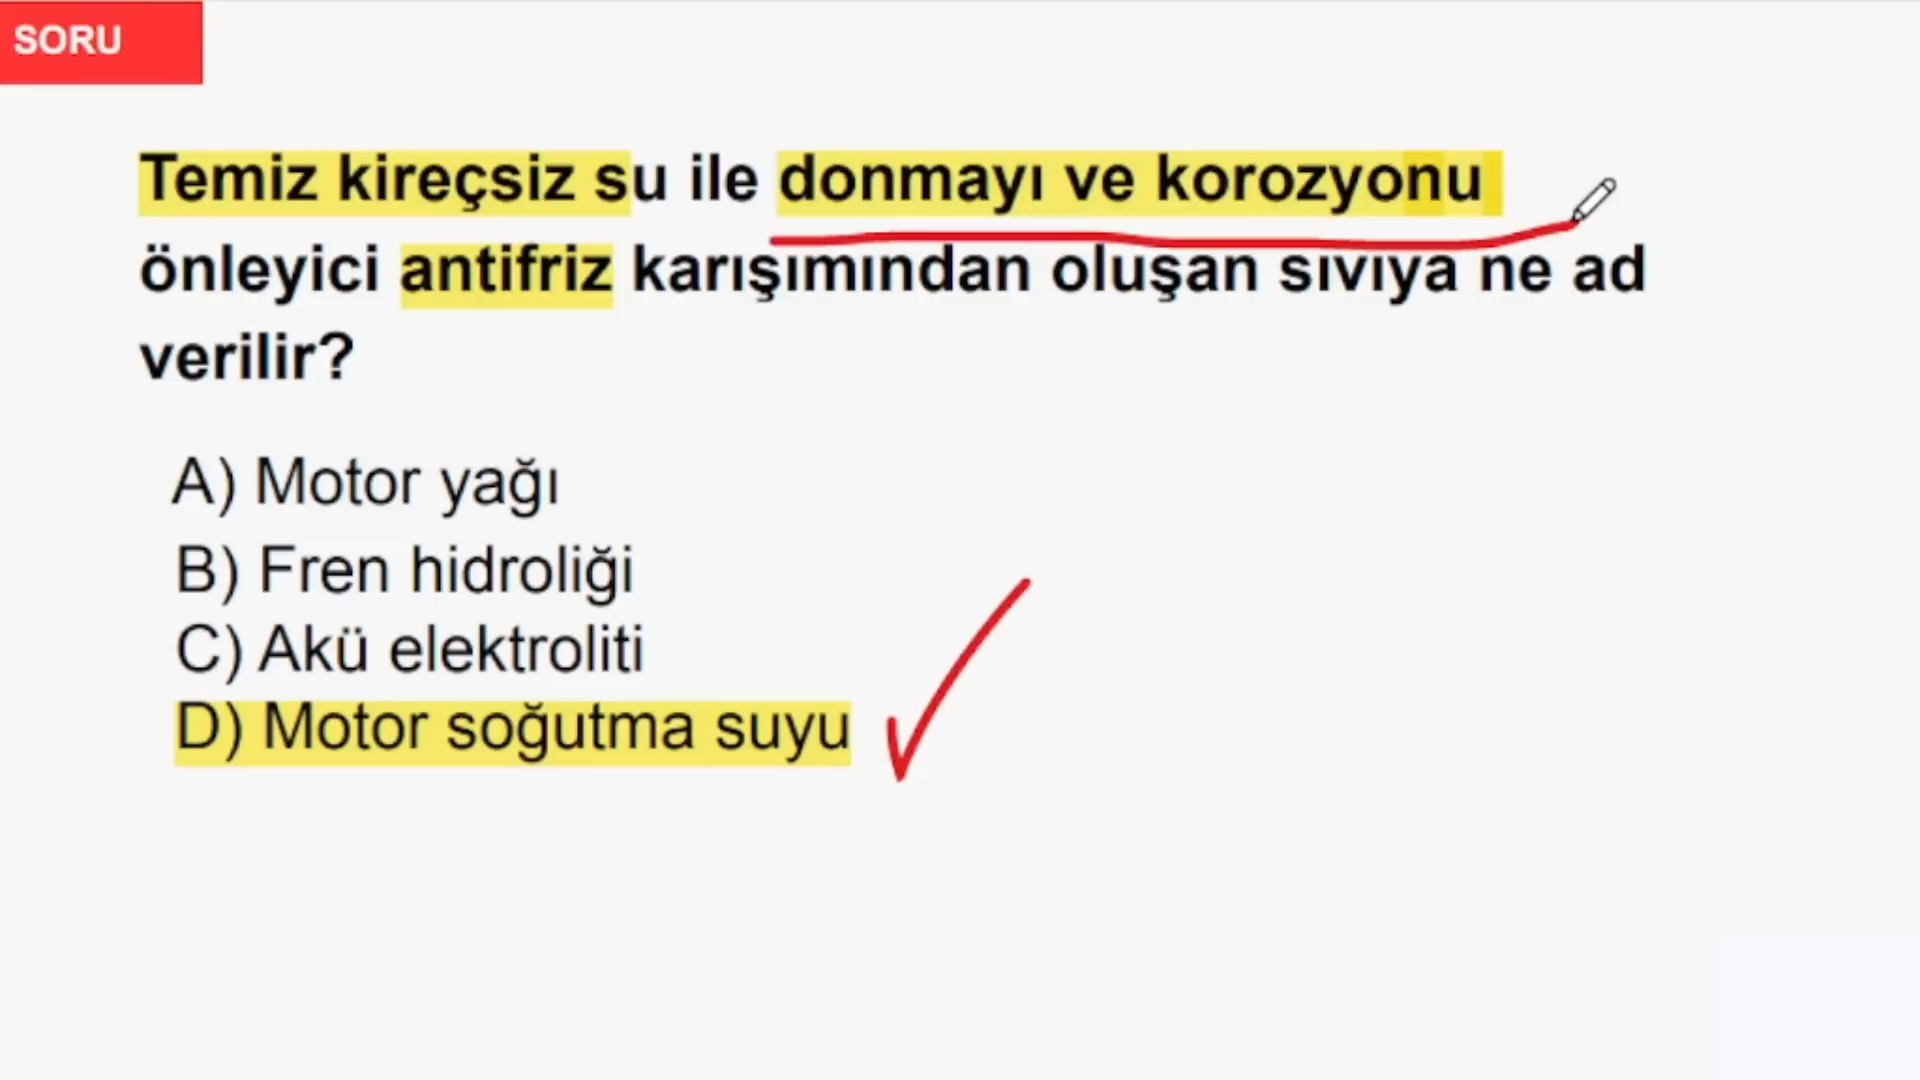 SORU
Temiz kireçsiz su ile donmayı ve korozyonu
önleyici antifriz karışımından oluşan sıvıya ne ad
verilir?
A) Motor yağı
B) Fren hidroliği
C) Akü elektroliti
D) Motor soğutma suyu